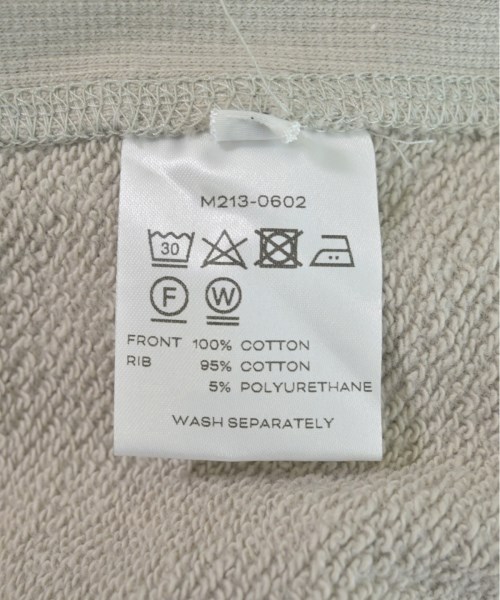 M213-0602
30
F W
FRONT 100% COTTON
RIB 95% COTTON
5% POLYURETHANE
WASH SEPARATELY